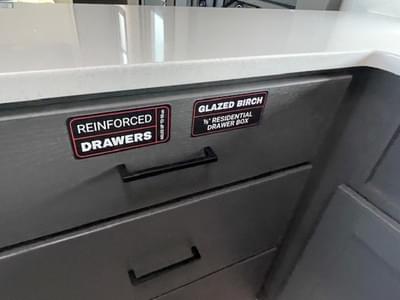 REINFORCED
DRAWERS
GLAZED BIRCH
⅝" RESIDENTIAL
DRAWER BOX